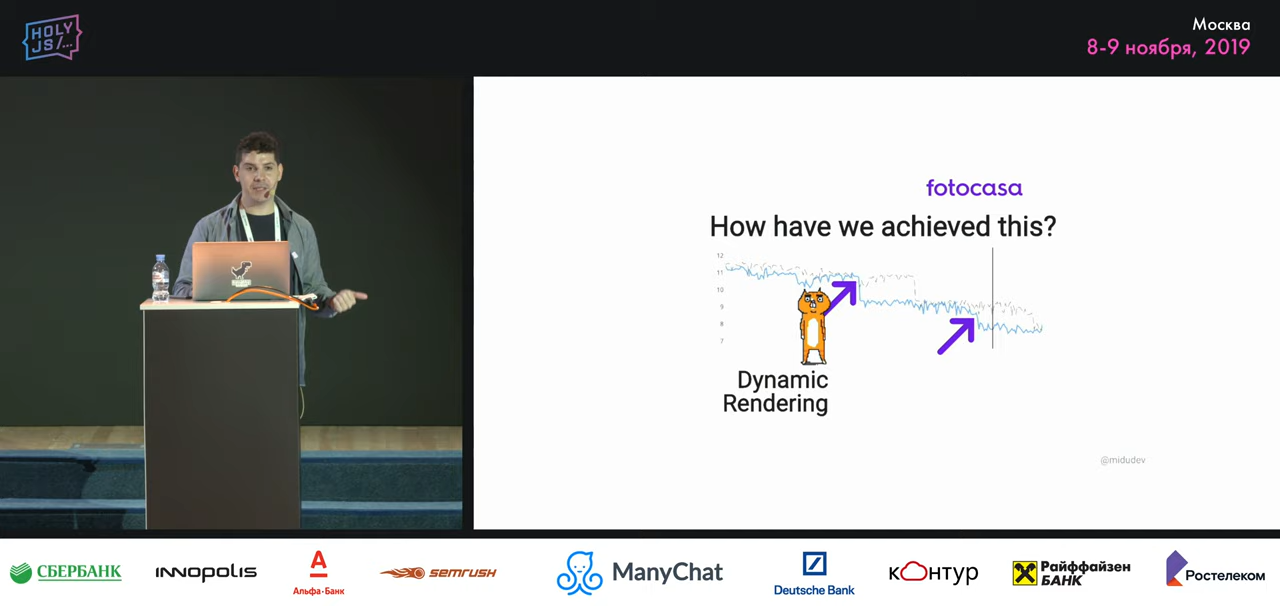 HOLY
JS/...
Москва
8-9 ноября, 2019
fotocasa
How have we achieved this?
12
11
10
9
8
7
Dynamic
Rendering
@midudev
СБЕРБАНК
INNOPOLIS
А
Альфа·Банк
semrush
ManyChat
Deutsche Bank
кОнтур
Райффайзен
БАНК
Ростелеком